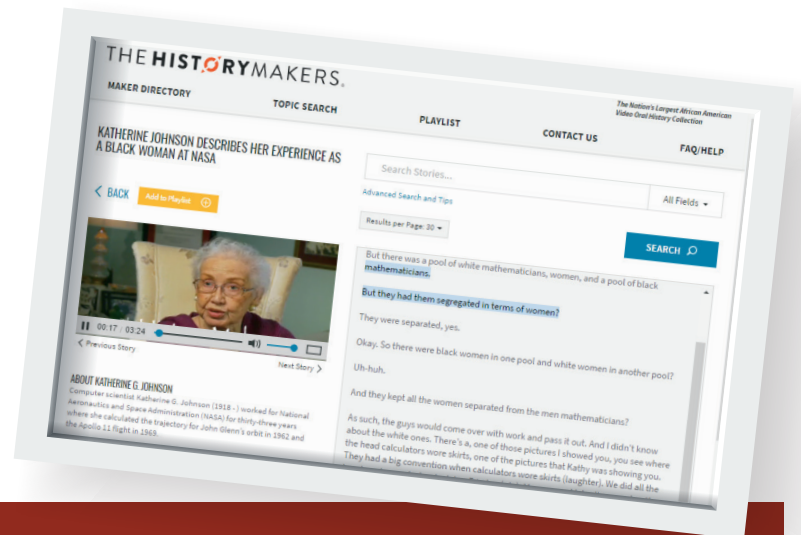 THE HISTORYMAKERS®
The Nation's Largest African American
Video Oral History Collection
MAKER DIRECTORY
TOPIC SEARCH
PLAYLIST
CONTACT US
FAQ/HELP
KATHERINE JOHNSON DESCRIBES HER EXPERIENCE AS
A BLACK WOMAN AT NASA
BACK
Add to Playlist
00:17 / 03:24
Previous Story
Next Story
ABOUT KATHERINE G. JOHNSON
Computer scientist Katherine G. Johnson (1918 - ) worked for National
Aeronautics and Space Administration (NASA) for thirty-three years
where she calculated the trajectory for John Glenn's orbit in 1962 and
the Apollo 11 flight in 1969.
Search Stories...
All Fields
Advanced Search and Tips
Results per Page: 30
SEARCH
But there was a pool of white mathematicians, women, and a pool of black
mathematicians.
But they had them segregated in terms of women?
They were separated, yes.
Okay. So there were black women in one pool and white women in another pool?
Uh-huh.
And they kept all the women separated from the men mathematicians?
As such, the guys would come over with work and pass it out. And I didn't know
about the white ones. There's a, one of those pictures I showed you, you see where
the head calculators wore skirts, one of the pictures that Kathy was showing you.
They had a big convention when calculators wore skirts (laughter). We did all the